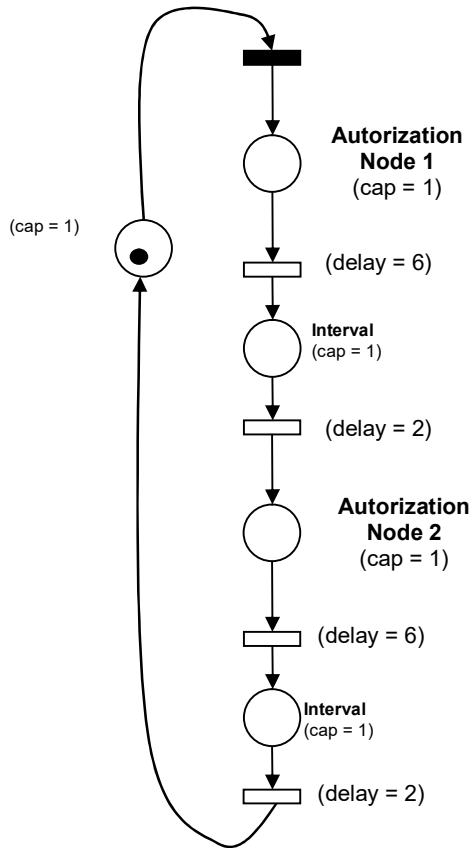 Autorization
Node 1
(cap = 1)
(cap = 1)
(delay = 6)
Interval
(cap = 1)
(delay = 2)
Autorization
Node 2
(cap = 1)
(delay = 6)
Interval
(cap = 1)
(delay = 2)